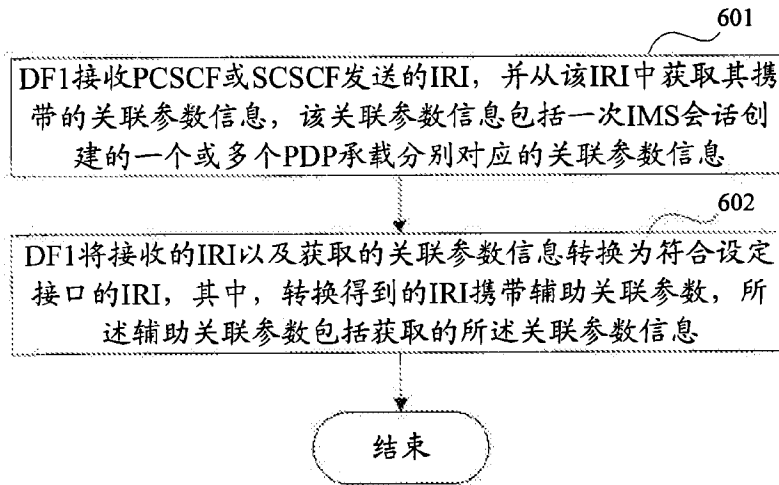 601
DF1接收PCSCF或SCSCF发送的IRI，并从该IRI中获取其携
带的关联参数信息，该关联参数信息包括一次IMS会话创
建的一个或多个PDP承载分别对应的关联参数信息
602
DF1将接收的IRI以及获取的关联参数信息转换为符合设定
接口的IRI，其中，转换得到的IRI携带辅助关联参数，所
述辅助关联参数包括获取的所述关联参数信息
结束